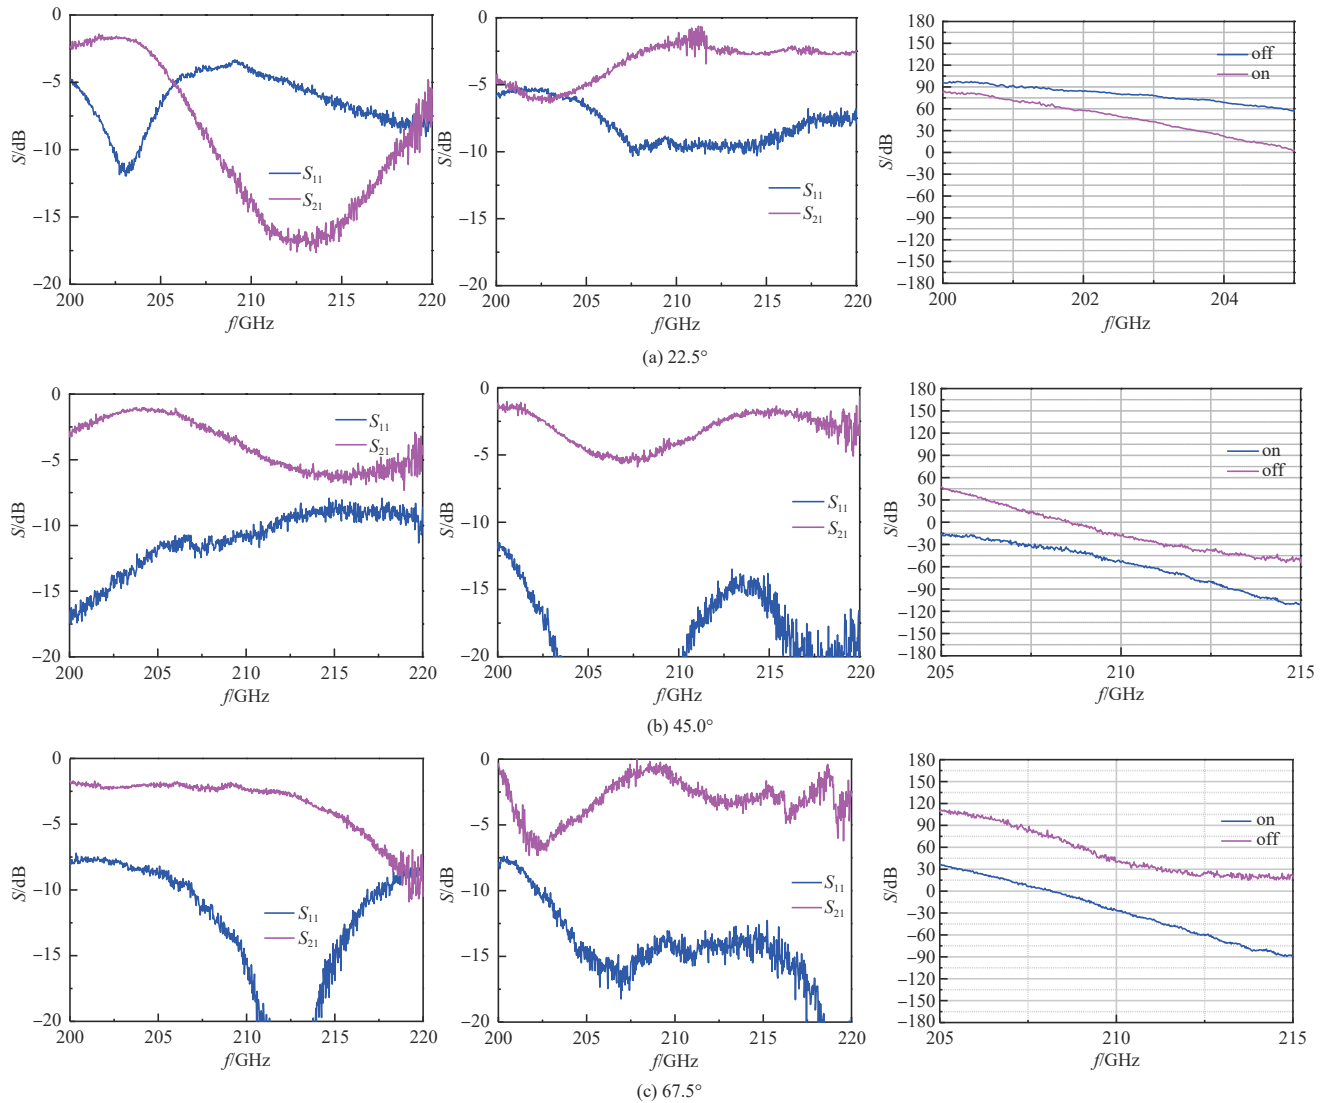 0
−5
−10
−15
−20
S/dB
S₁₁
S₂₁
200 205 210 215 220
f/GHz
0
−5
−10
−15
−20
S/dB
S₁₁
S₂₁
200 205 210 215 220
f/GHz
180
150
120
90
60
30
0
−30
−60
−90
−120
−150
−180
S/dB
off
on
200 202 204
f/GHz
(a) 22.5°
0
−5
−10
−15
−20
S/dB
S₁₁
S₂₁
200 205 210 215 220
f/GHz
0
−5
−10
−15
−20
S/dB
S₁₁
S₂₁
200 205 210 215 220
f/GHz
180
150
120
90
60
30
0
−30
−60
−90
−120
−150
−180
S/dB
on
off
205 210 215
f/GHz
(b) 45.0°
0
−5
−10
−15
−20
S/dB
S₁₁
S₂₁
200 205 210 215 220
f/GHz
0
−5
−10
−15
−20
S/dB
S₁₁
S₂₁
200 205 210 215 220
f/GHz
180
150
120
90
60
30
0
−30
−60
−90
−120
−150
−180
S/dB
on
off
205 210 215
f/GHz
(c) 67.5°